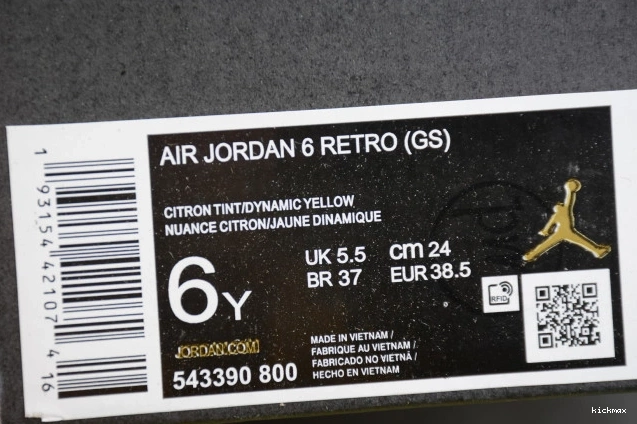 AIR JORDAN 6 RETRO (GS)
CITRON TINT/DYNAMIC YELLOW
NUANCE CITRON/JAUNE DINAMIQUE
6Y
UK 5.5 cm 24
BR 37 EUR 38.5
RFID
JORDAN.COM
543390 800
MADE IN VIETNAM /
FABRIQUE AU VIETNAM /
FABRICADO NO VIETNÃ /
HECHO EN VIETNAM
1 93154 42107 4 16
kickmax